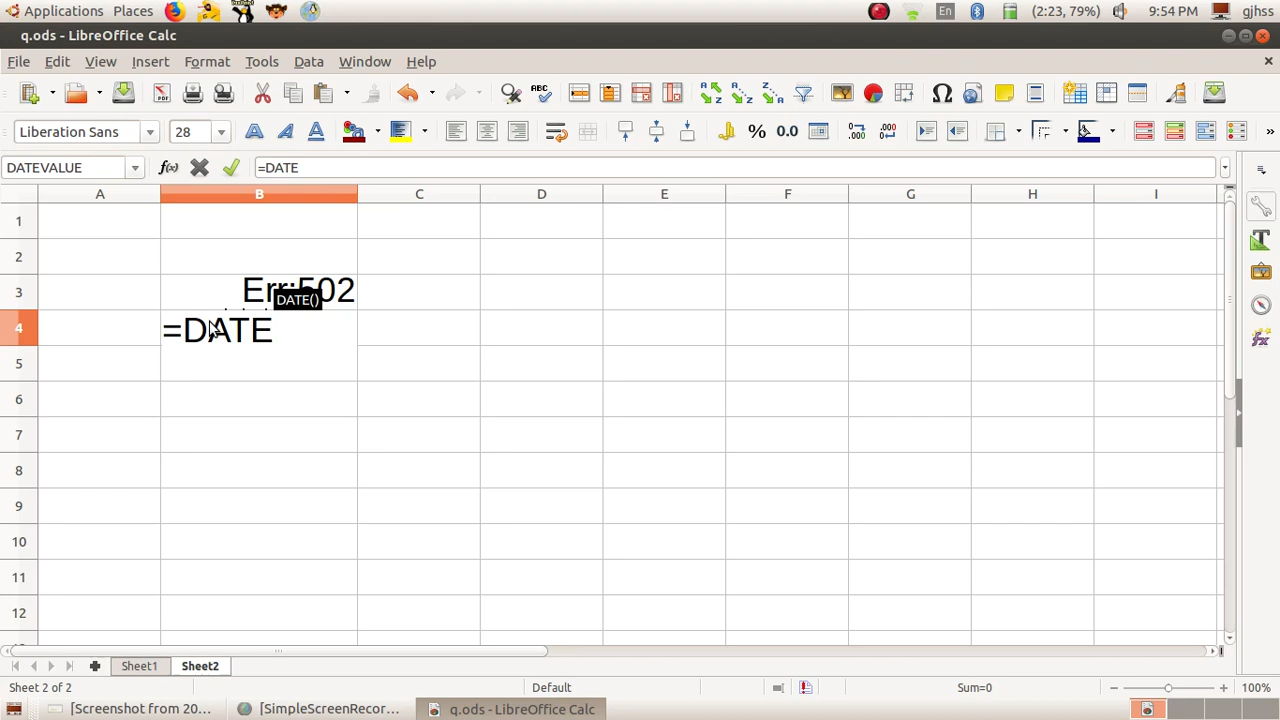 Applications Places En (2:23, 79%) 9:54 PM gjhss
q.ods - LibreOffice Calc
File Edit View Insert Format Tools Data Window Help
Liberation Sans 28 % 0.0
DATEVALUE f(x) =DATE
A B C D E F G H I
1
2
3 Err:502
DATE()
4 =DATE
5
6
7
8
9
10
11
12
Sheet1 Sheet2
Sheet 2 of 2 Default Sum=0 100%
[Screenshot from 20... [SimpleScreenRecor... q.ods - LibreOffice Calc